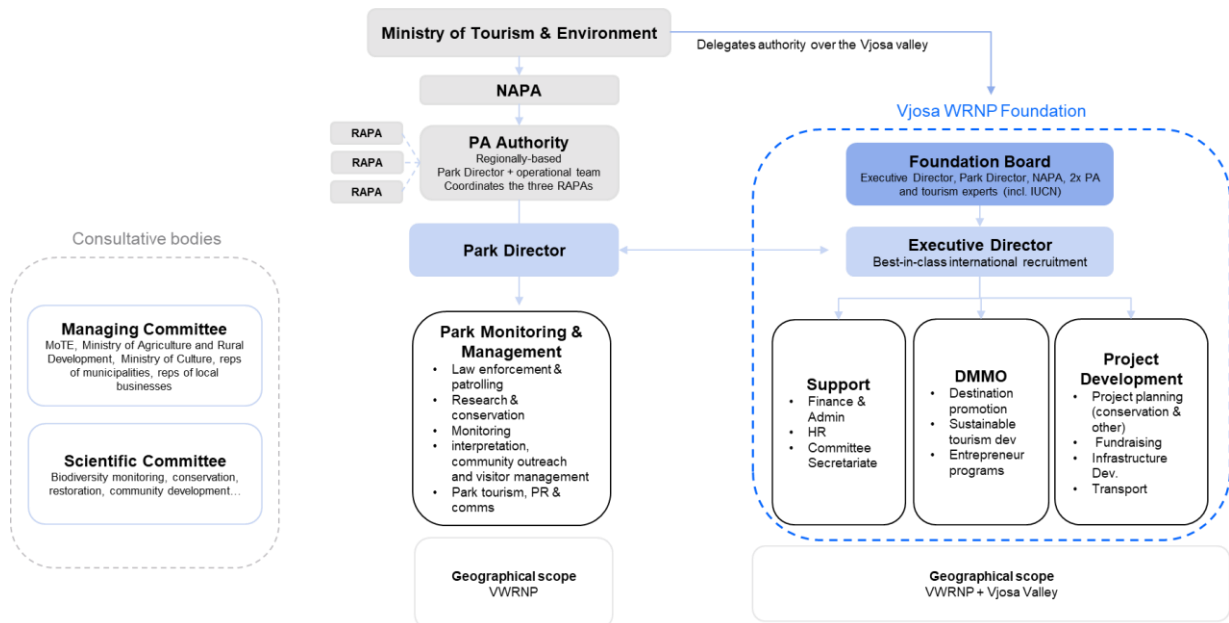 Ministry of Tourism & Environment
Delegates authority over the Vjosa valley
NAPA
RAPA
RAPA
RAPA
PA Authority
Regionally-based
Park Director + operational team
Coordinates the three RAPAs
Park Director
Park Monitoring &
Management
• Law enforcement &
patrolling
• Research &
conservation
• Monitoring
• interpretation,
community outreach
and visitor management
• Park tourism, PR &
comms
Geographical scope
VWRNP
Consultative bodies
Managing Committee
MoTE, Ministry of Agriculture and Rural
Development, Ministry of Culture, reps
of municipalities, reps of local
businesses
Scientific Committee
Biodiversity monitoring, conservation,
restoration, community development…
Vjosa WRNP Foundation
Foundation Board
Executive Director, Park Director, NAPA, 2x PA
and tourism experts (incl. IUCN)
Executive Director
Best-in-class international recruitment
Support
• Finance &
Admin
• HR
• Committee
Secretariate
DMMO
• Destination
promotion
• Sustainable
tourism dev
• Entrepreneur
programs
Project
Development
• Project planning
(conservation &
other)
• Fundraising
• Infrastructure
Dev.
• Transport
Geographical scope
VWRNP + Vjosa Valley